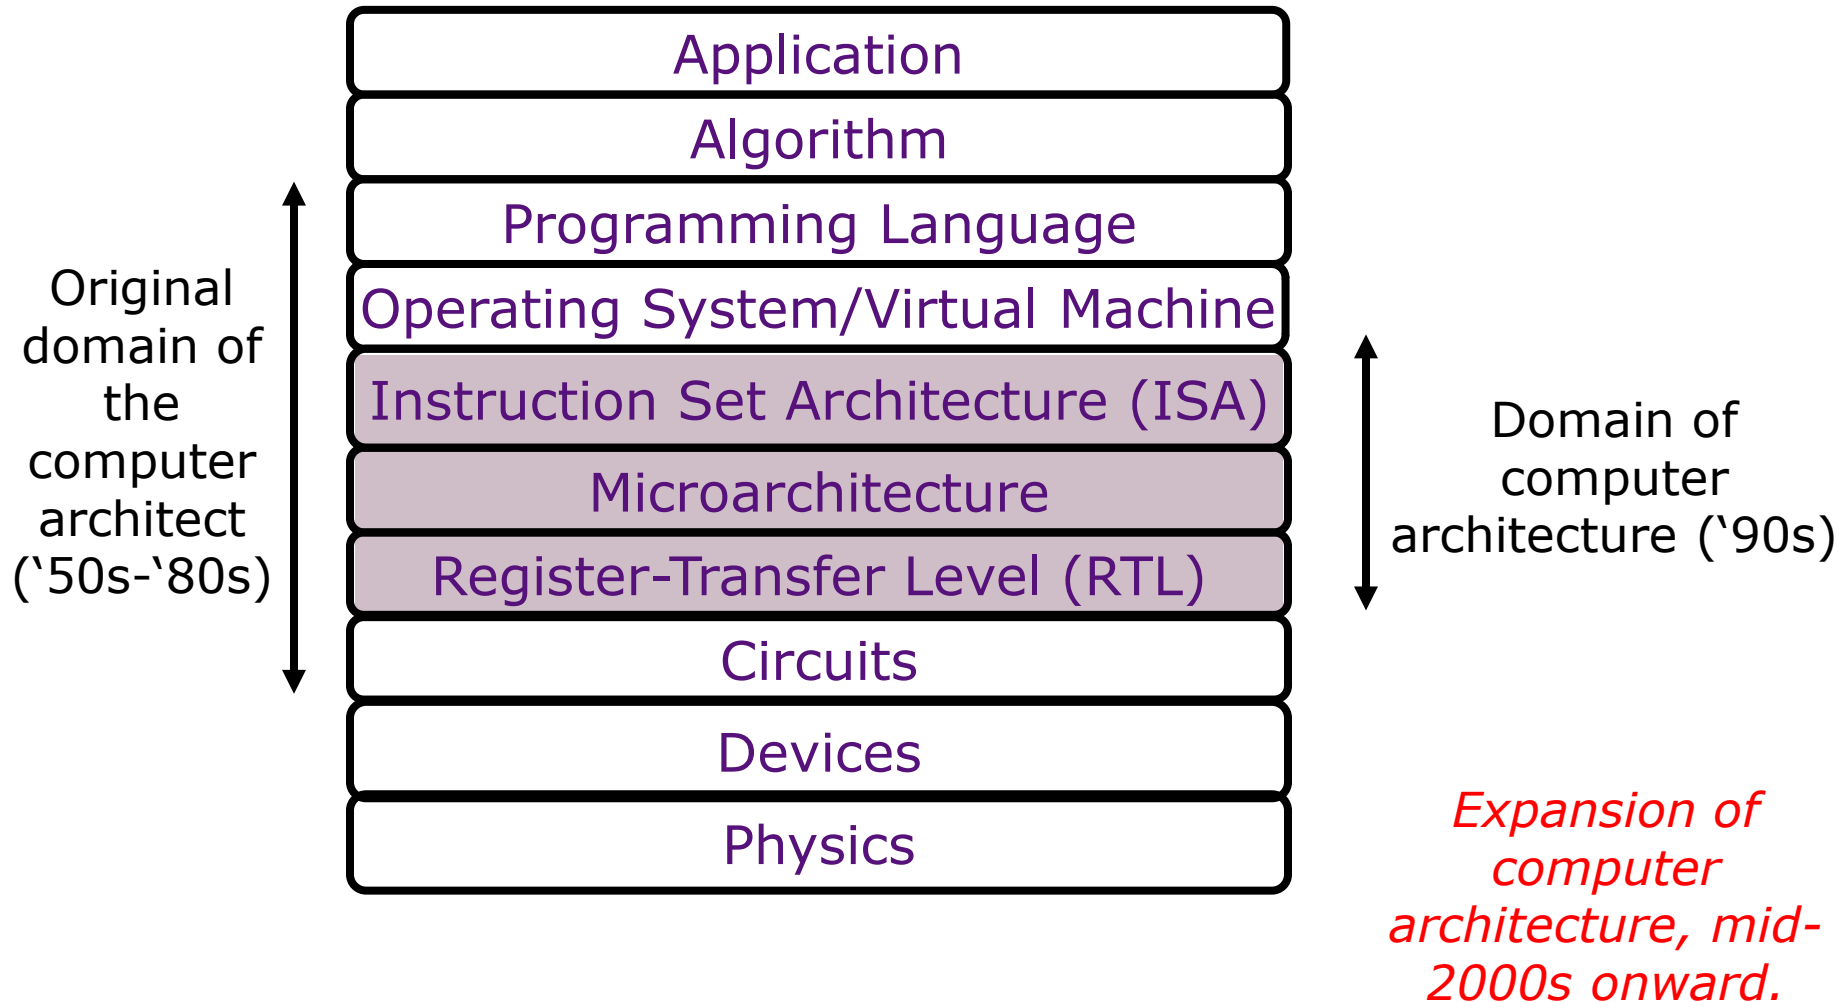 Application
Algorithm
Programming Language
Operating System/Virtual Machine
Instruction Set Architecture (ISA)
Microarchitecture
Register-Transfer Level (RTL)
Circuits
Devices
Physics
Original
domain of
the
computer
architect
(‘50s-‘80s)
Domain of
computer
architecture (‘90s)
Expansion of
computer
architecture, mid-
2000s onward.